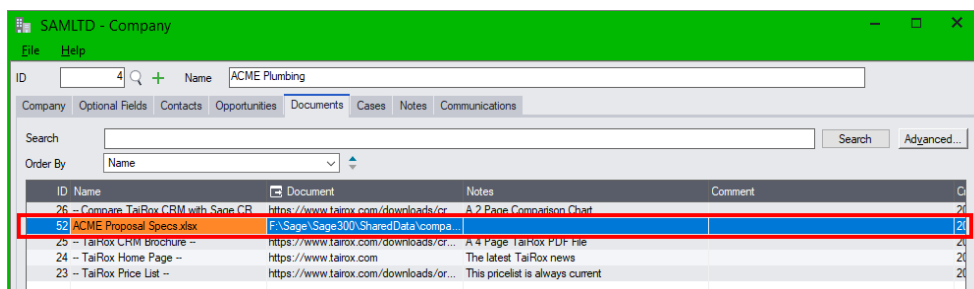 SAMLTD - Company
File Help
ID 4 Name ACME Plumbing
Company Optional Fields Contacts Opportunities Documents Cases Notes Communications
Search Search Advanced...
Order By Name
ID Name Document Notes Comment
26 -- Compare TaiRox CRM with Sage CR... https://www.tairox.com/downloads/cr... A 2 Page Comparison Chart 20
52 ACME Proposal Specs.xlsx F:\Sage\Sage300\SharedData\compa... 20
25 -- TaiRox CRM Brochure -- https://www.tairox.com/downloads/cr... A 4 Page TaiRox PDF File 20
24 -- TaiRox Home Page -- https://www.tairox.com The latest TaiRox news 20
23 -- TaiRox Price List -- https://www.tairox.com/downloads/or... This pricelist is always current 20